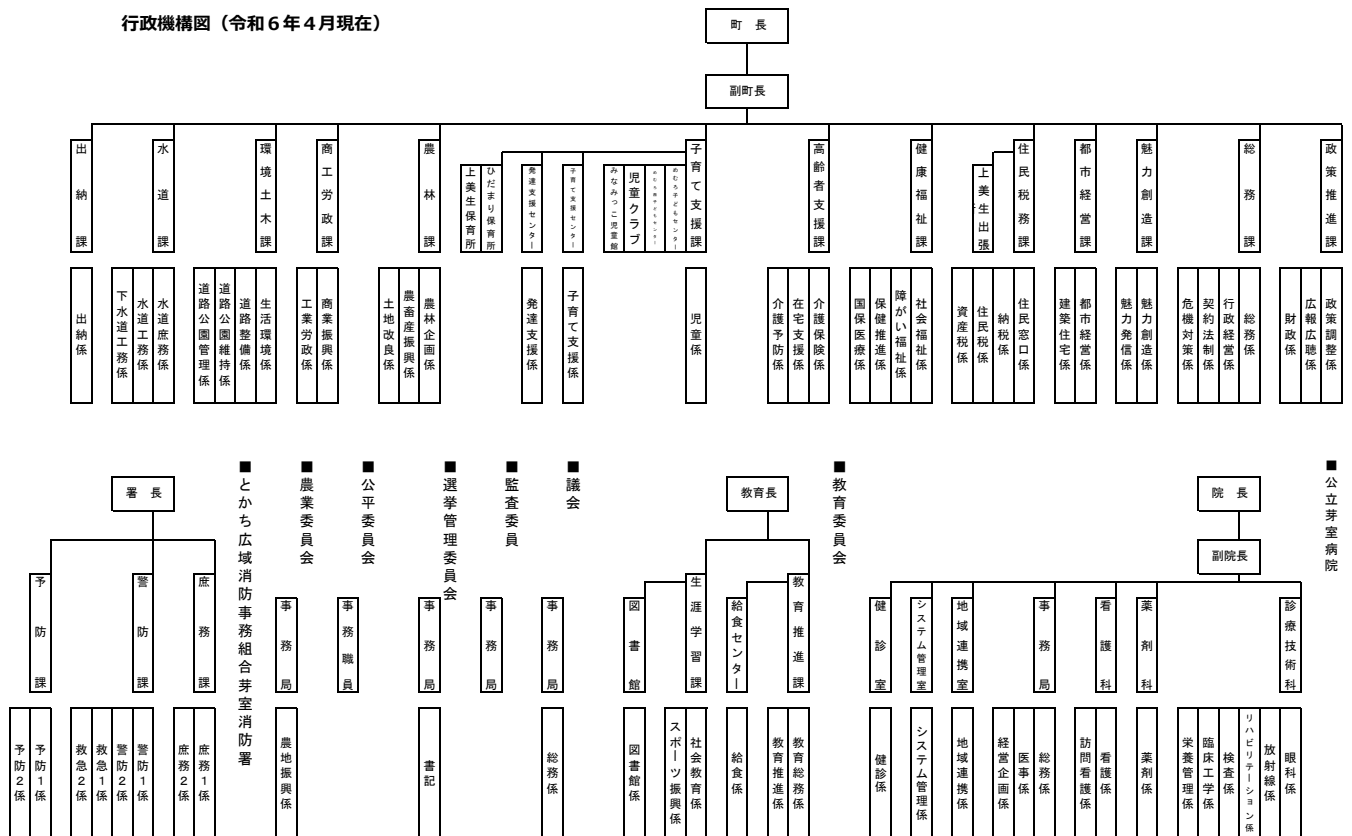 行政機構図（令和６年４月現在）
町　長
副町長
政策推進課
総務課
魅力創造課
都市経営課
住民税務課
上美生出張
健康福祉課
高齢者支援課
子育て支援課
めむろ子どもセンター
児童クラブ
みなみっこ児童館
子育て支援センター
発達支援センター
ひだまり保育所
上美生保育所
農林課
商工労政課
環境土木課
水道課
出納課
政策調整係
広報広聴係
財政係
総務係
行政経営係
契約法制係
危機対策係
魅力創造係
魅力発信係
都市経営係
建築住宅係
住民窓口係
納税係
住民税係
資産税係
社会福祉係
障がい福祉係
保健推進係
国保医療係
介護保険係
在宅支援係
介護予防係
児童係
子育て支援係
発達支援係
農林企画係
農畜産振興係
土地改良係
商業振興係
工業労政係
生活環境係
道路整備係
道路公園維持係
道路公園管理係
水道庶務係
水道工務係
下水道工務係
出納係
■公立芽室病院
院　長
副院長
診療技術科
薬剤科
看護科
事務局
地域連携室
システム管理室
健診室
眼科係
放射線係
リハビリテーション係
検査係
臨床工学係
栄養管理係
薬剤係
看護係
訪問看護係
総務係
医事係
経営企画係
地域連携係
システム管理係
健診係
■教育委員会
教育長
教育推進課
給食センター
生涯学習課
図書館
教育総務係
教育推進係
給食係
社会教育係
スポーツ振興係
図書館係
■議会
事務局
総務係
■監査委員
事務局
■選挙管理委員会
事務局
書記
■公平委員会
事務職員
■農業委員会
事務局
農地振興係
■とかち広域消防事務組合芽室消防署
署　長
庶務課
警防課
予防課
庶務１係
庶務２係
警防１係
警防２係
救急１係
救急２係
予防１係
予防２係